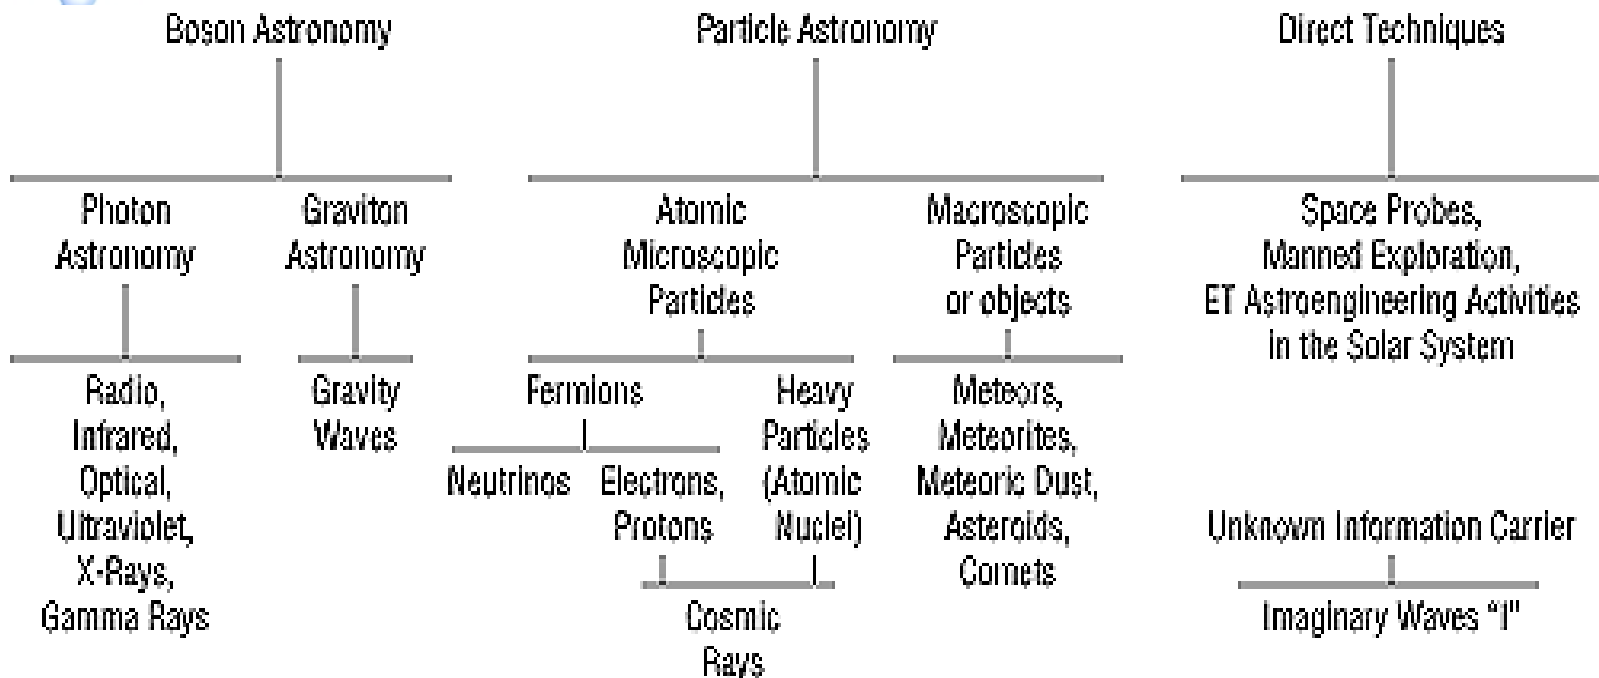 Boson Astronomy
Photon
Astronomy
Radio,
Infrared,
Optical,
Ultraviolet,
X-Rays,
Gamma Rays
Graviton
Astronomy
Gravity
Waves
Particle Astronomy
Atomic
Microscopic
Particles
Fermions
Neutrinos
Electrons,
Protons
Heavy
Particles
(Atomic
Nuclei)
Cosmic
Rays
Macroscopic
Particles
or objects
Meteors,
Meteorites,
Meteoric Dust,
Asteroids,
Comets
Direct Techniques
Space Probes,
Manned Exploration,
ET Astroengineering Activities
in the Solar System
Unknown Information Carrier
Imaginary Waves "I"